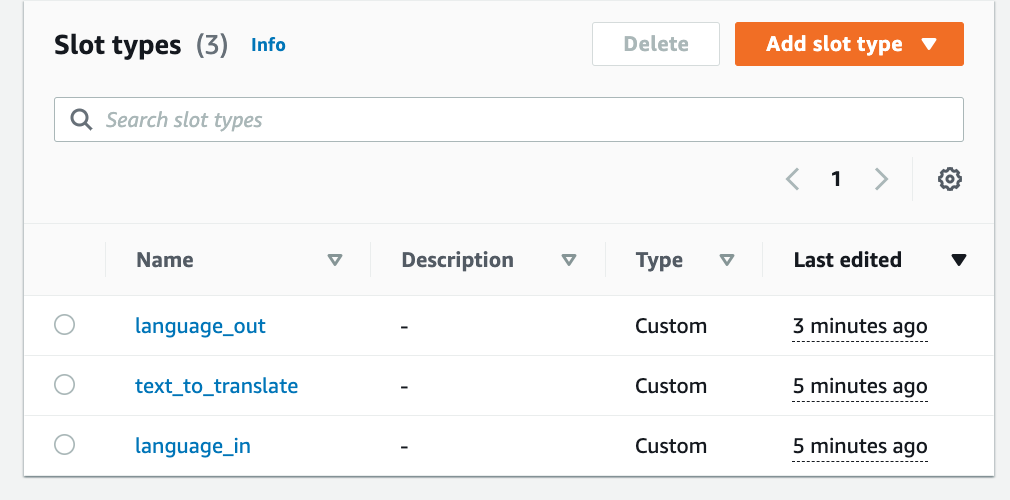 Slot types (3) Info Delete Add slot type
Search slot types
1
Name Description Type Last edited
language_out - Custom 3 minutes ago
text_to_translate - Custom 5 minutes ago
language_in - Custom 5 minutes ago